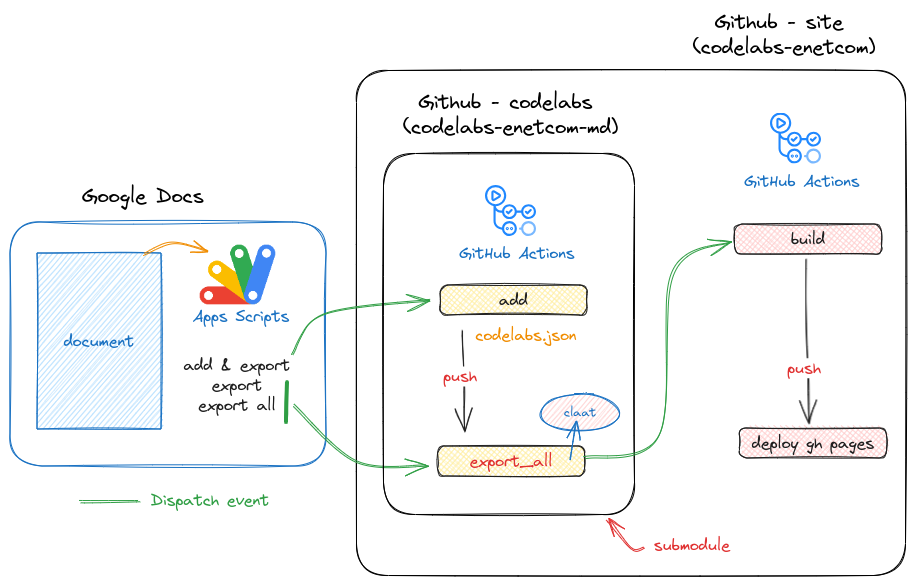 Github - site
(codelabs-enetcom)
Github - codelabs
(codelabs-enetcom-md)
GitHub Actions
Google Docs
GitHub Actions
build
add
Apps Scripts
document
codelabs.json
add & export
export
export all
push
push
claat
deploy gh pages
export_all
Dispatch event
submodule